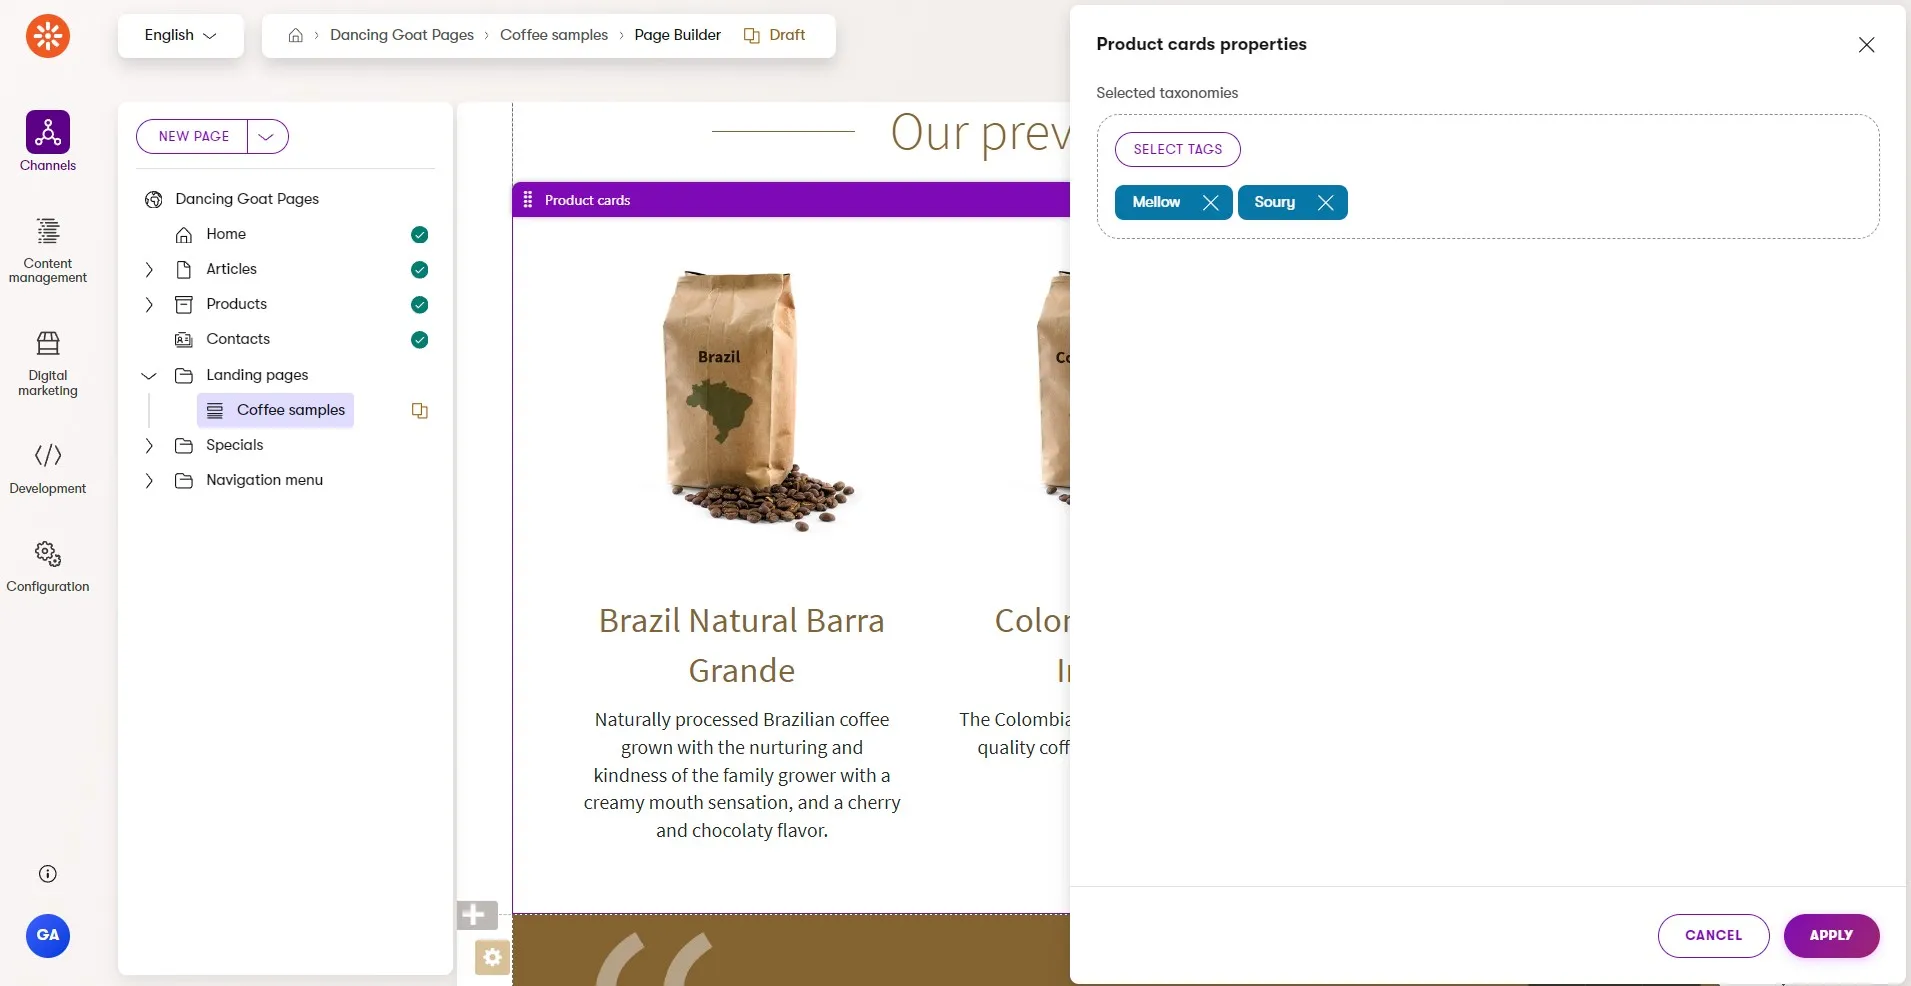 English
Dancing Goat Pages
Coffee samples
Page Builder
Draft
Channels
Content
management
Digital
marketing
Development
Configuration
GA
NEW PAGE
Dancing Goat Pages
Home
Articles
Products
Contacts
Landing pages
Coffee samples
Specials
Navigation menu
Our prev
Product cards
Brazil
Co
Brazil Natural Barra
Grande
Naturally processed Brazilian coffee
grown with the nurturing and
kindness of the family grower with a
creamy mouth sensation, and a cherry
and chocolaty flavor.
Color
The Colombia
quality coff
Product cards properties
Selected taxonomies
SELECT TAGS
Mellow
Soury
CANCEL
APPLY